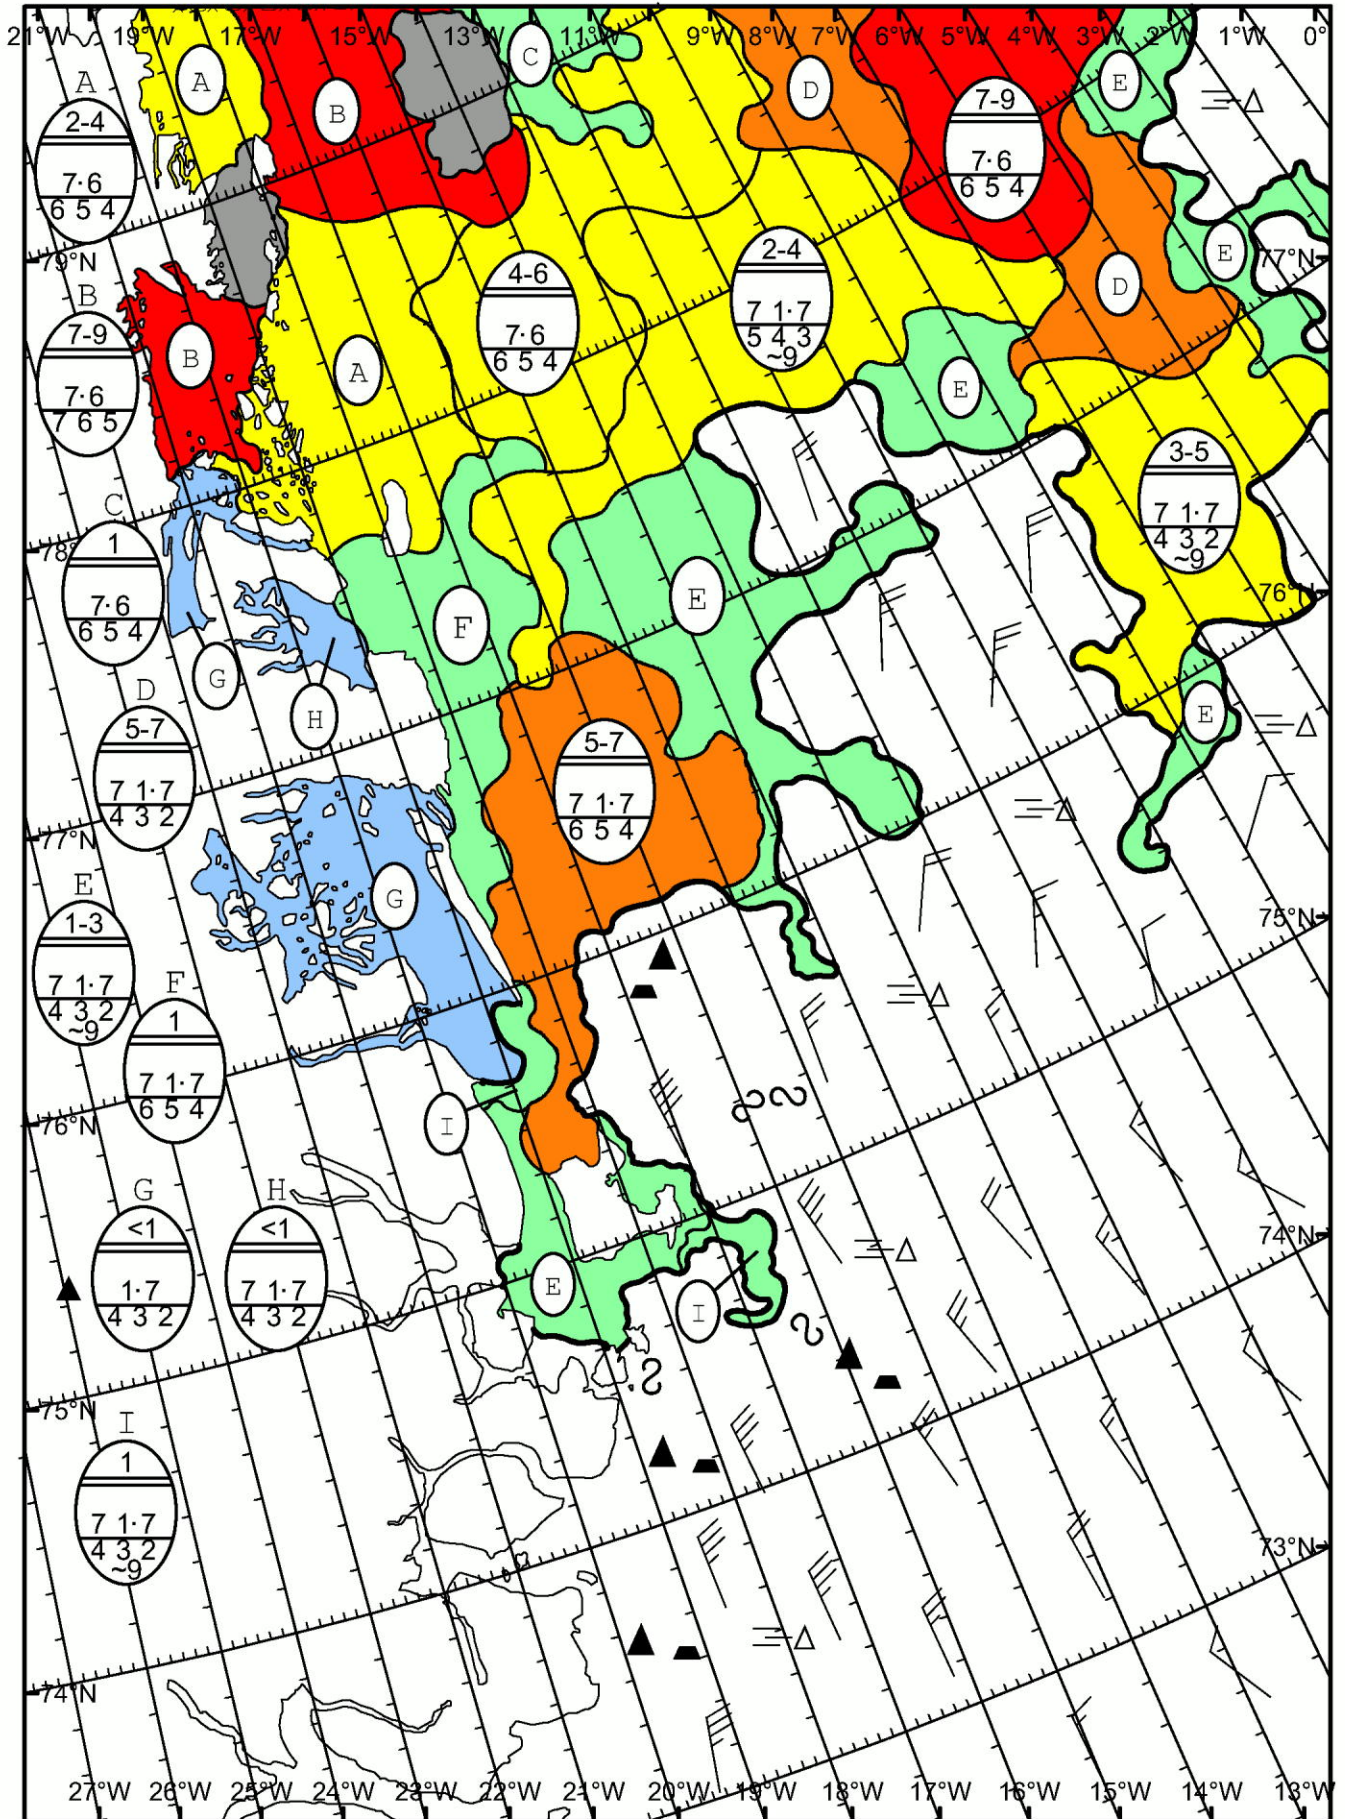 21°W 19°W 17°W 15°W 13°W 11°W 9°W 8°W 7°W 6°W 5°W 4°W 3°W 2°W 1°W 0°
A
2-4
7·6
6 5 4
A
B
C
D
7-9
7·6
6 5 4
E
79°N
B
7-9
7·6
7 6 5
B
A
4-6
7·6
6 5 4
2-4
7 1·7
5 4 3
~9
D
E
77°N
E
3-5
7 1·7
4 3 2
~9
C
78°N
1
7·6
6 5 4
76°N
F
E
G
H
E
D
5-7
7 1·7
4 3 2
5-7
7 1·7
6 5 4
77°N
E
1-3
7 1·7
4 3 2
~9
G
75°N
F
1
7 1·7
6 5 4
76°N
I
G
<1
1·7
4 3 2
H
<1
7 1·7
4 3 2
74°N
E
I
75°N
I
1
7 1·7
4 3 2
~9
73°N
74°N
27°W 26°W 25°W 24°W 23°W 22°W 21°W 20°W 19°W 18°W 17°W 16°W 15°W 14°W 13°W